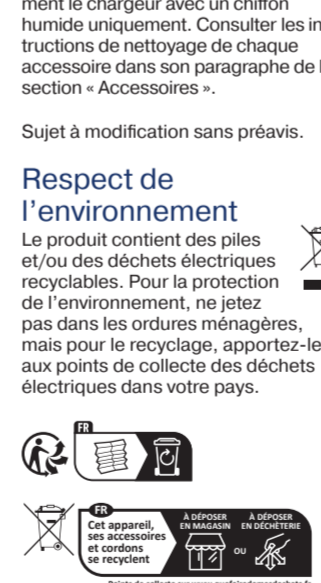 ment le chargeur avec un chiffon
humide uniquement. Consulter les in
tructions de nettoyage de chaque
accessoire dans son paragraphe de l
section « Accessoires ».
Sujet à modification sans préavis.
Respect de
l’environnement
Le produit contient des piles
et/ou des déchets électriques
recyclables. Pour la protection
de l’environnement, ne jetez
pas dans les ordures ménagères,
mais pour le recyclage, apportez-le
aux points de collecte des déchets
électriques dans votre pays.
FR
FR
Cet appareil,
ses accessoires
et cordons
se recyclent
À DÉPOSER
EN MAGASIN
OU
À DÉPOSER
EN DÉCHÈTERIE